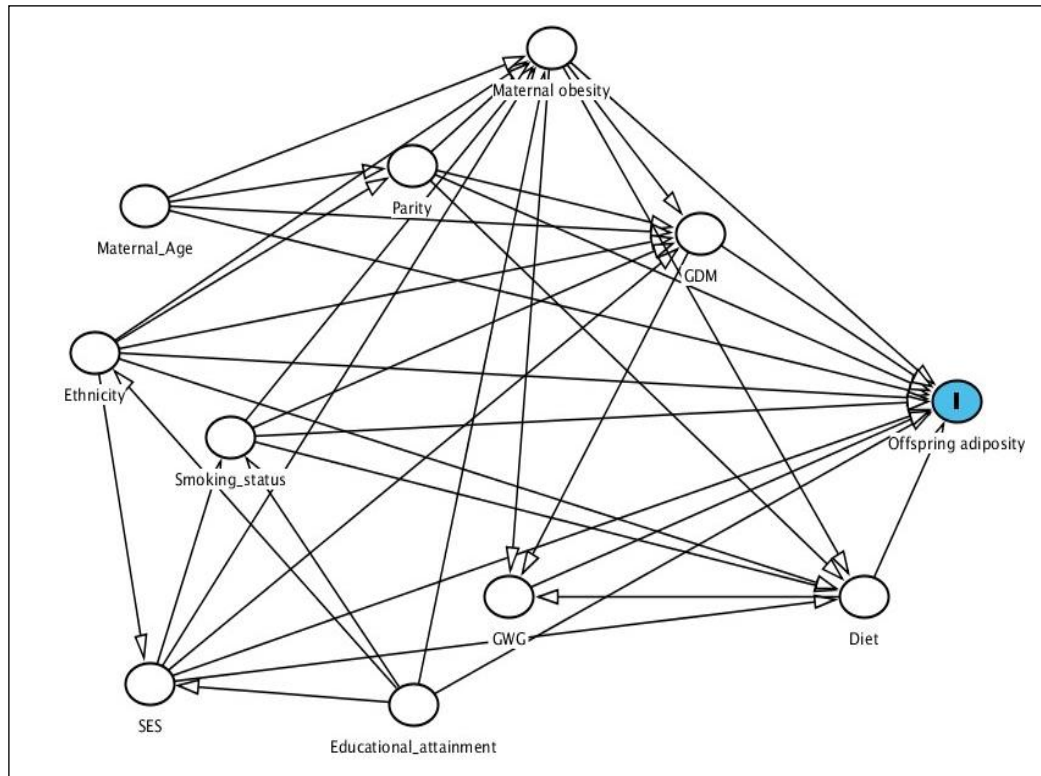 Maternal obesity
Parity
Maternal_Age
GDM
Ethnicity
I
Offspring adiposity
Smoking_status
GWG
Diet
SES
Educational_attainment